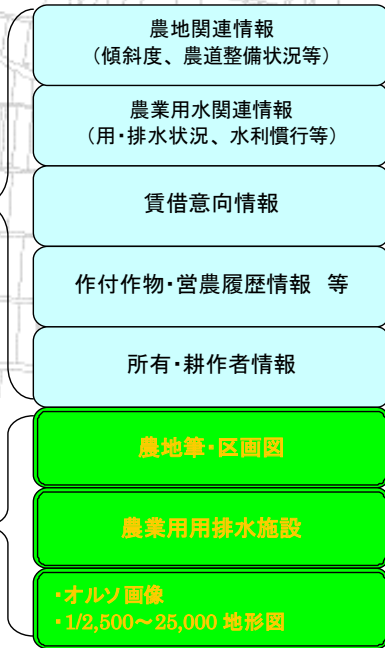 農地関連情報
（傾斜度、農道整備状況等）
農業用水関連情報
（用・排水状況、水利慣行等）
賃借意向情報
作付作物・営農履歴情報　等
所有・耕作者情報
農地筆・区画図
農業用用排水施設
・オルソ画像
・1/2,500～25,000 地形図